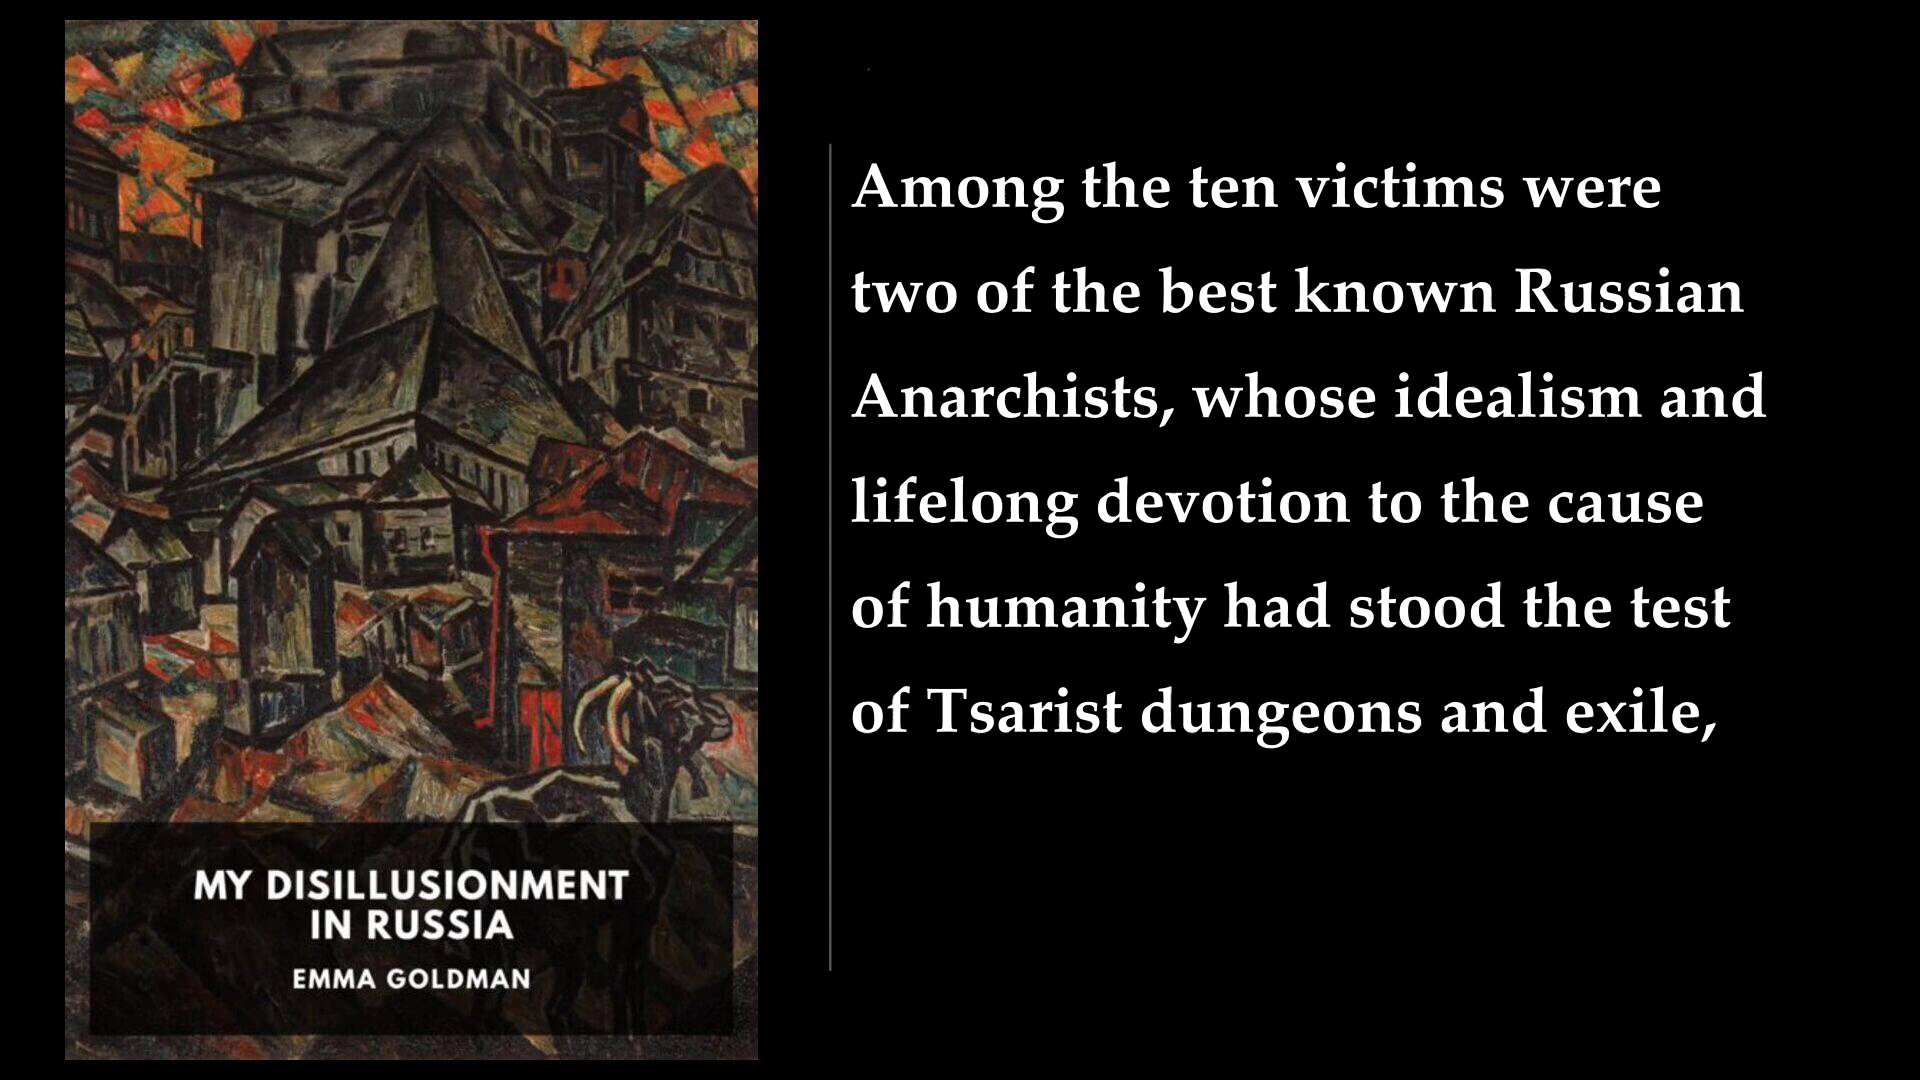 MY DISILLUSIONMENT
IN RUSSIA
EMMA GOLDMAN
Among the ten victims were
two of the best known Russian
Anarchists, whose idealism and
lifelong devotion to the cause
of humanity had stood the test
of Tsarist dungeons and exile,